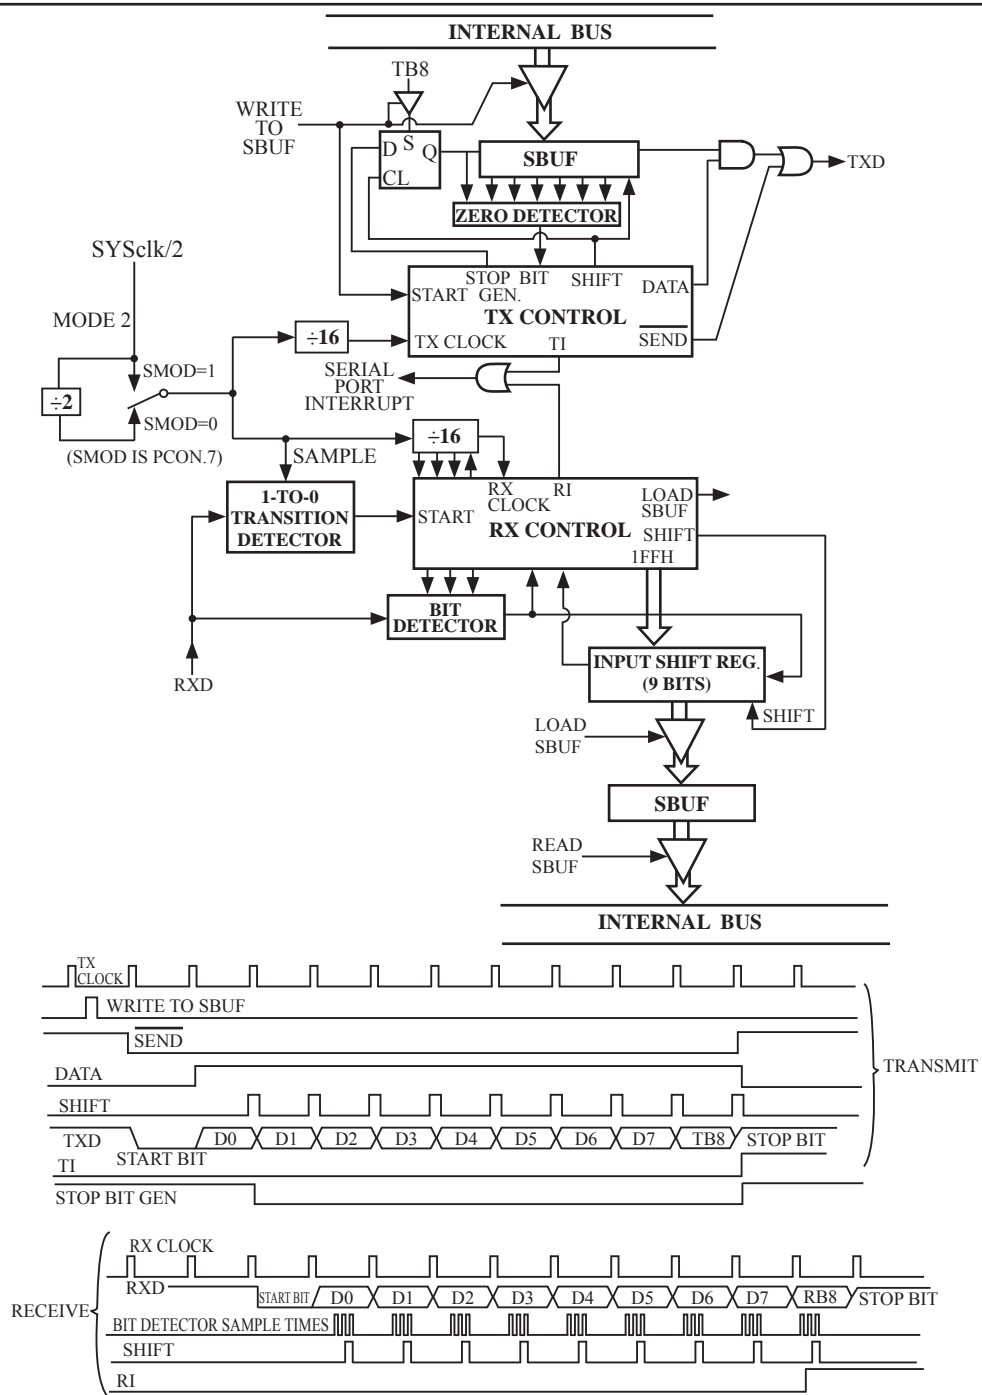 INTERNAL BUS
TB8
WRITE
TO
SBUF
D S Q
CL
SBUF
TXD
ZERO DETECTOR
SYSclk/2
STOP BIT SHIFT
GEN.
START
DATA
TX CONTROL
MODE 2
÷16
TX CLOCK
TI
SEND
SMOD=1
SERIAL
PORT
INTERRUPT
÷2
SMOD=0
÷16
(SMOD IS PCON.7)
SAMPLE
1-TO-0
TRANSITION
DETECTOR
RX
CLOCK
RI
LOAD
SBUF
START
RX CONTROL
SHIFT
1FFH
BIT
DETECTOR
INPUT SHIFT REG.
(9 BITS)
RXD
LOAD
SBUF
SHIFT
SBUF
READ
SBUF
INTERNAL BUS
TX
CLOCK
WRITE TO SBUF
SEND
DATA
TRANSMIT
SHIFT
TXD
START BIT
D0 D1 D2 D3 D4 D5 D6 D7 TB8 STOP BIT
TI
STOP BIT GEN
RX CLOCK
RXD
START BIT D0 D1 D2 D3 D4 D5 D6 D7 RB8 STOP BIT
RECEIVE
BIT DETECTOR SAMPLE TIMES
SHIFT
RI